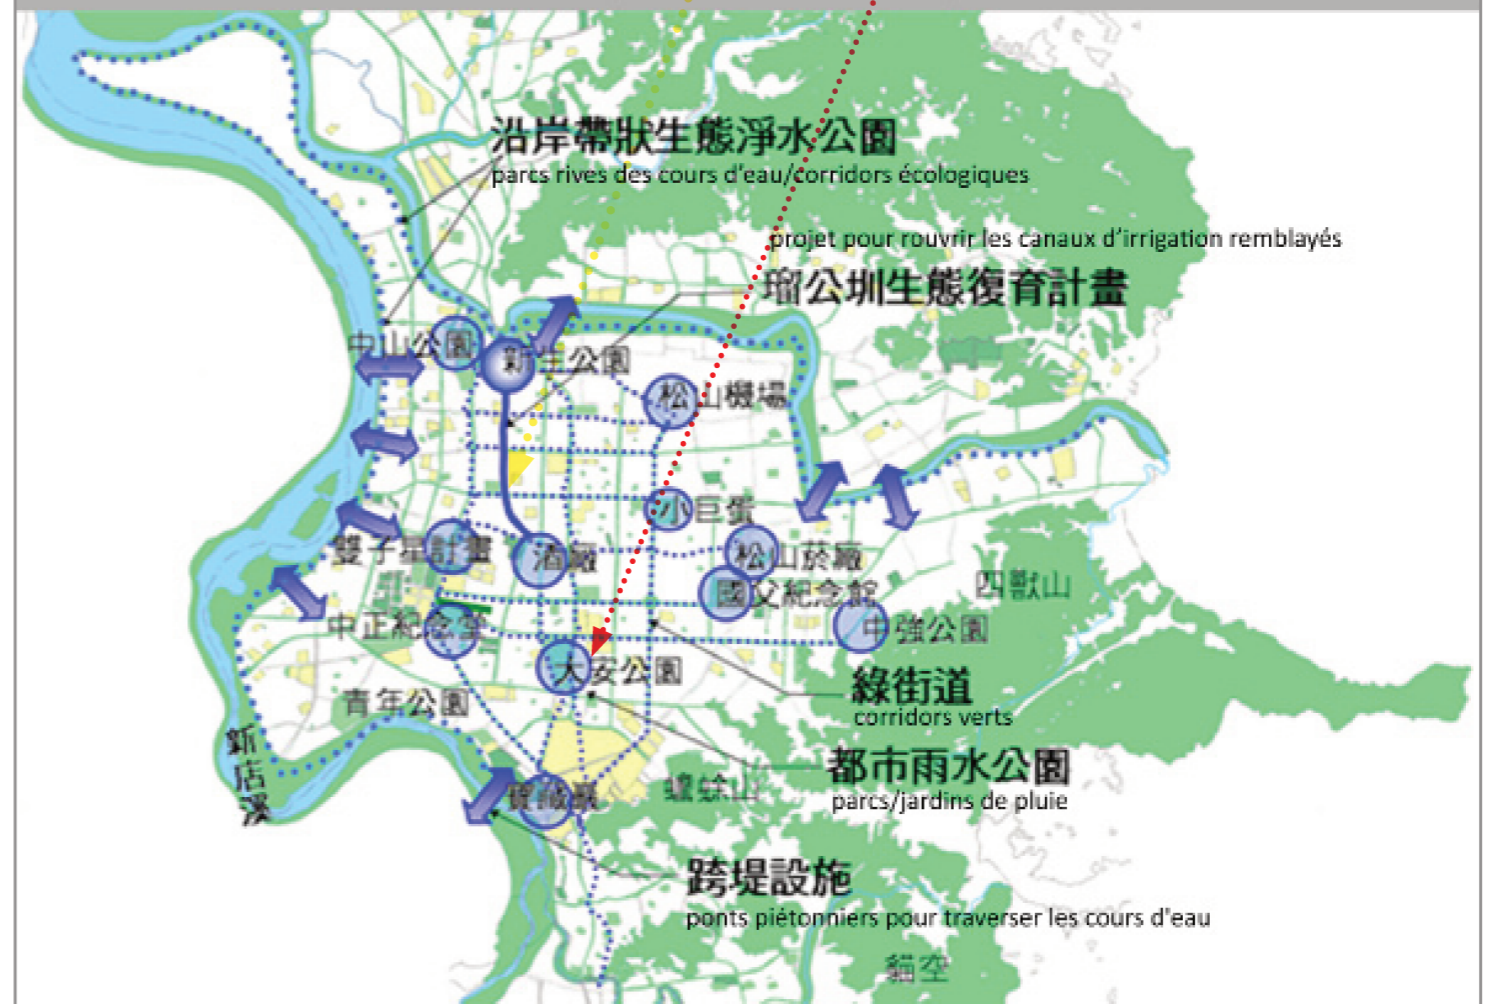 沿岸帶狀生態淨水公園
parcs rives des cours d'eau/corridors écologiques
projet pour rouvrir les canaux d'irrigation remblayés
瑠公圳生態復育計畫
中山公園
新生公園
松山機場
小巨蛋
雙子星計畫
酒廠
松山菸廠
國父紀念館
四獸山
中正紀念堂
中強公園
大安公園
綠街道
corridors verts
青年公園
新店溪
都市雨水公園
parcs/jardins de pluie
蟾蜍山
寶藏巖
跨堤設施
ponts piétonniers pour traverser les cours d'eau
貓空